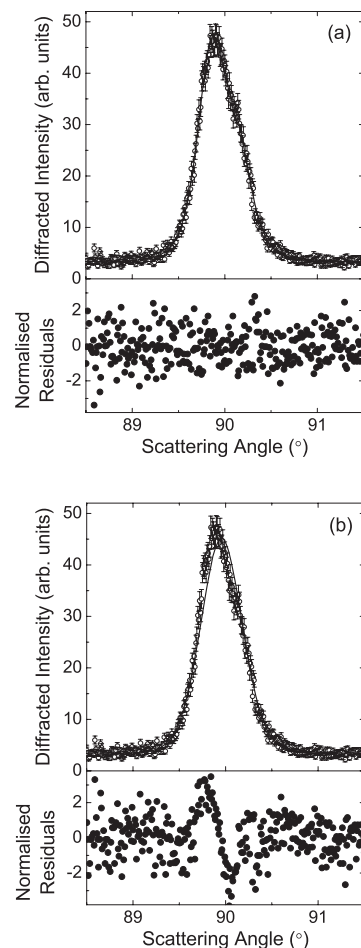 (a)
Diffracted Intensity (arb. units)
50
40
30
20
10
0
Normalised
Residuals
2
0
-2
89
90
91
Scattering Angle (°)
(b)
Diffracted Intensity (arb. units)
50
40
30
20
10
0
Normalised
Residuals
2
0
-2
89
90
91
Scattering Angle (°)